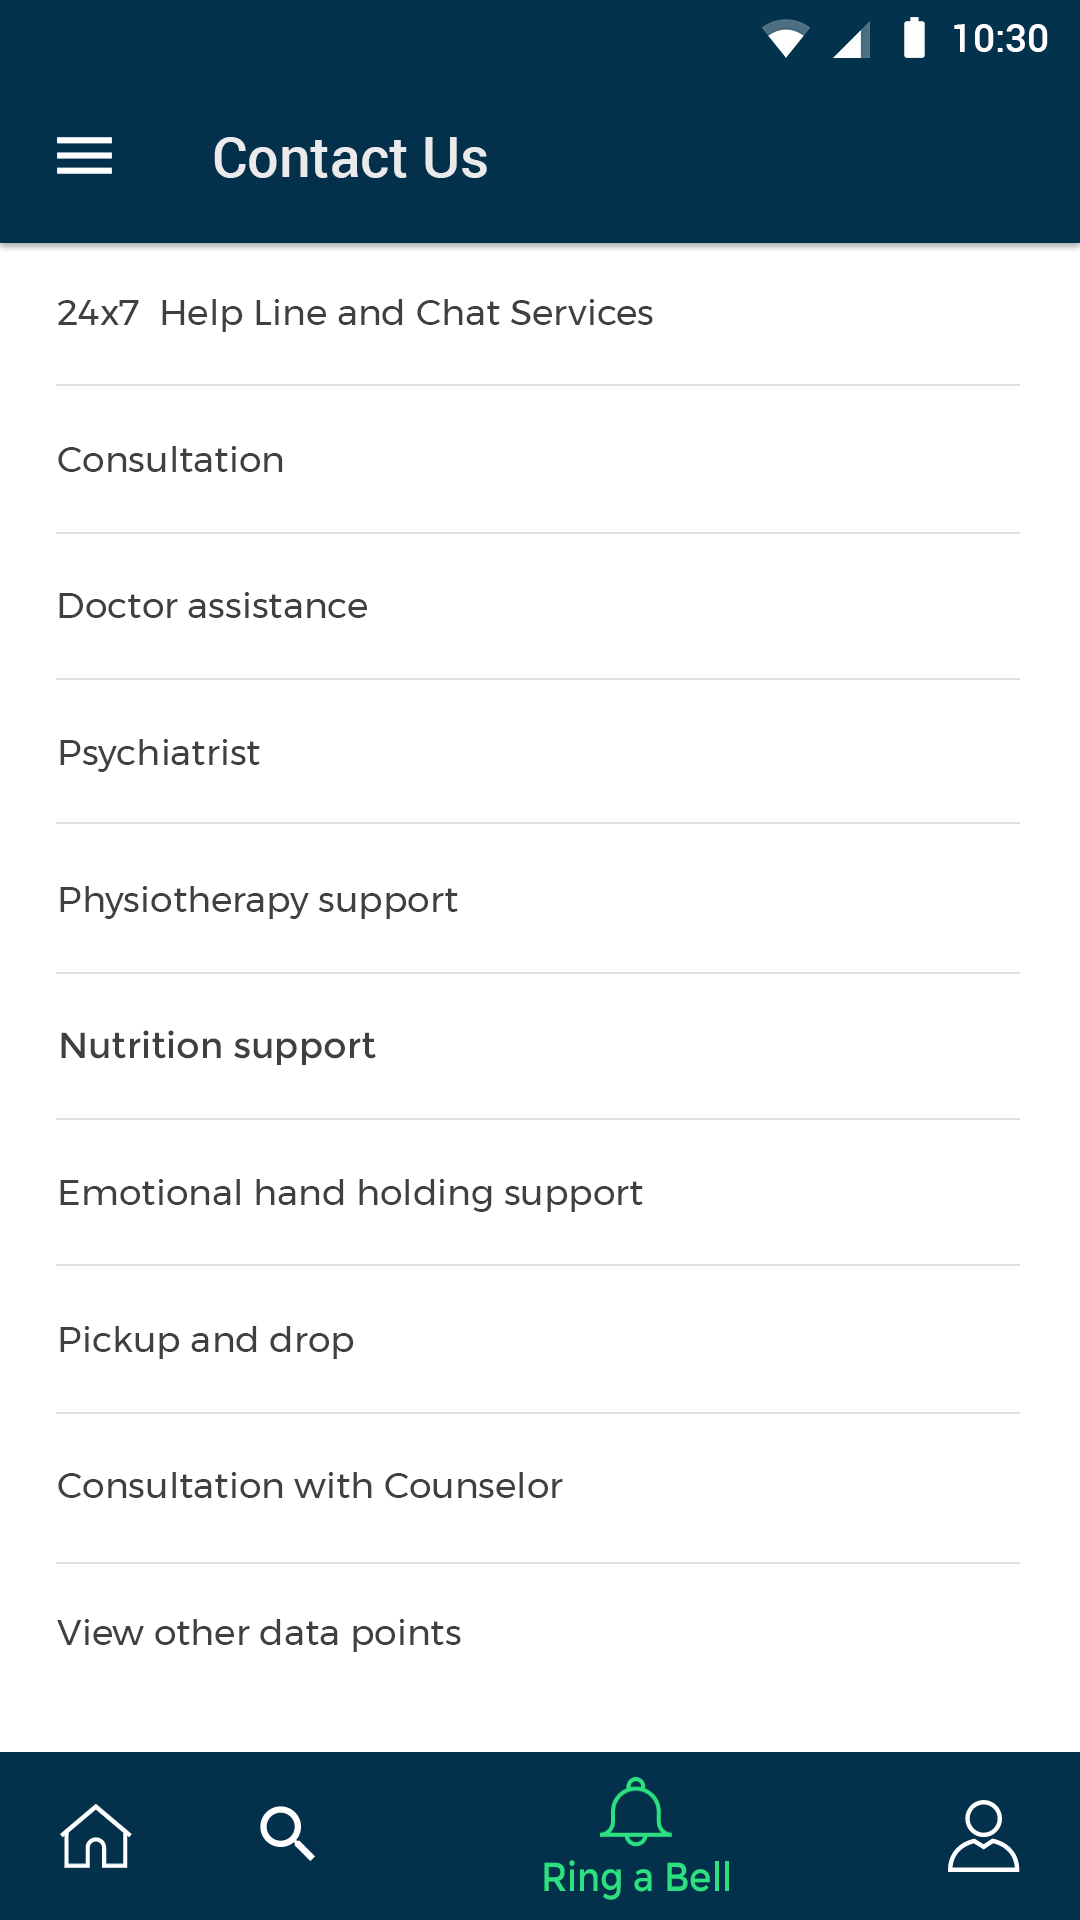 10:30
Contact Us
24x7  Help Line and Chat Services
Consultation
Doctor assistance
Psychiatrist
Physiotherapy support
Nutrition support
Emotional hand holding support
Pickup and drop
Consultation with Counselor
View other data points
Ring a Bell